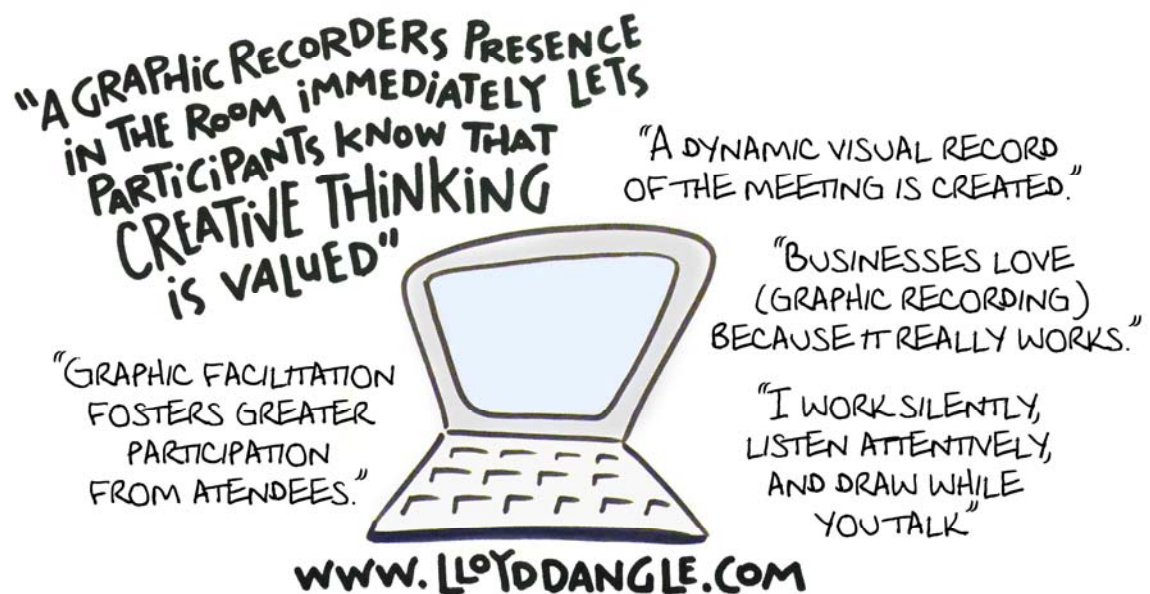 "A GRAPHIC RECORDERS PRESENCE
IN THE ROOM IMMEDIATELY LETS
PARTICIPANTS KNOW THAT
CREATIVE THINKING
IS VALUED"
"A DYNAMIC VISUAL RECORD
OF THE MEETING IS CREATED."
"BUSINESSES LOVE
(GRAPHIC RECORDING)
BECAUSE IT REALLY WORKS."
"GRAPHIC FACILITATION
FOSTERS GREATER
PARTICIPATION
FROM ATENDEES."
"I WORK SILENTLY,
LISTEN ATTENTIVELY,
AND DRAW WHILE
YOU TALK"
WWW.LLOYDDANGLE.COM